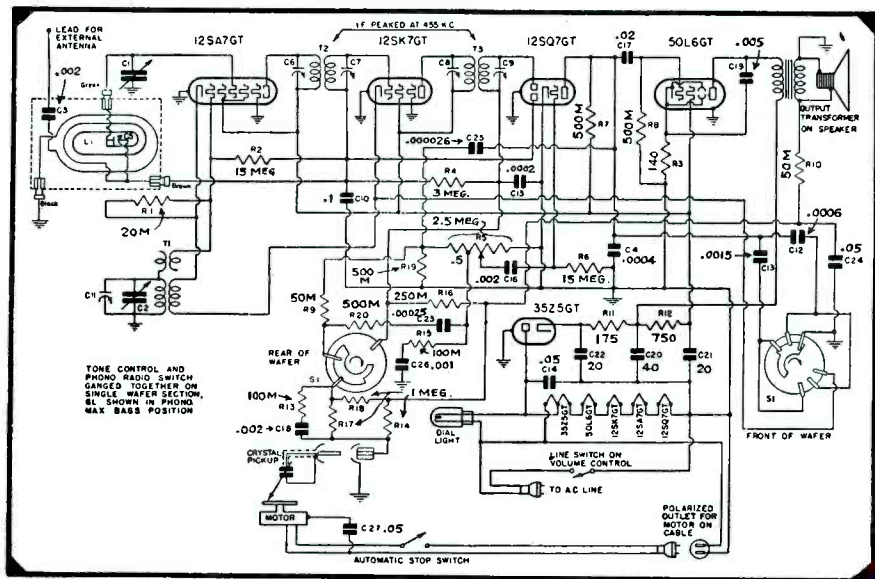 LEAD FOR
EXTERNAL
ANTENNA
IF PEAKED AT 455 KC
12SA7GT
12SK7GT
12SQ7GT
50L6GT
T2
T3
C6
C7
C8
C9
.02
C17
.005
C19
.002
C3
Green
C1
L1
Brown
Black
R1
20M
T1
C11
C2
R2
15 MEG.
.000026
C25
R4
3 MEG.
.0002
C13
.1
C10
2.5 MEG.
R5
.5
500
M
R19
.002
C16
R6
15 MEG.
C4
.0004
R7
500M
R8
500M
R3
140
OUTPUT
TRANSFORMER
ON SPEAKER
R10
50M
.0006
C12
.0015
C13
.05
C24
50M
R9
500M
R20
250M
R16
.00025
C23
R15
100M
C26 .001
35Z5GT
R11
175
R12
750
C22
20
C20
40
C21
20
.05
C14
REAR OF
WAFER
S1
TONE CONTROL AND
PHONO RADIO SWITCH
GANGED TOGETHER ON
SINGLE WAFER SECTION,
SL SHOWN IN PHONO
MAX BASS POSITION
100M
R13
.002
C18
1 MEG.
R18
R17
R14
CRYSTAL
PICKUP
DIAL
LIGHT
35Z5GT
50L6GT
12SK7GT
12SA7GT
12SQ7GT
S1
FRONT OF WAFER
LINE SWITCH ON
VOLUME CONTROL
TO AC LINE
POLARIZED
OUTLET FOR
MOTOR ON
CABLE
MOTOR
C27 .05
AUTOMATIC STOP SWITCH